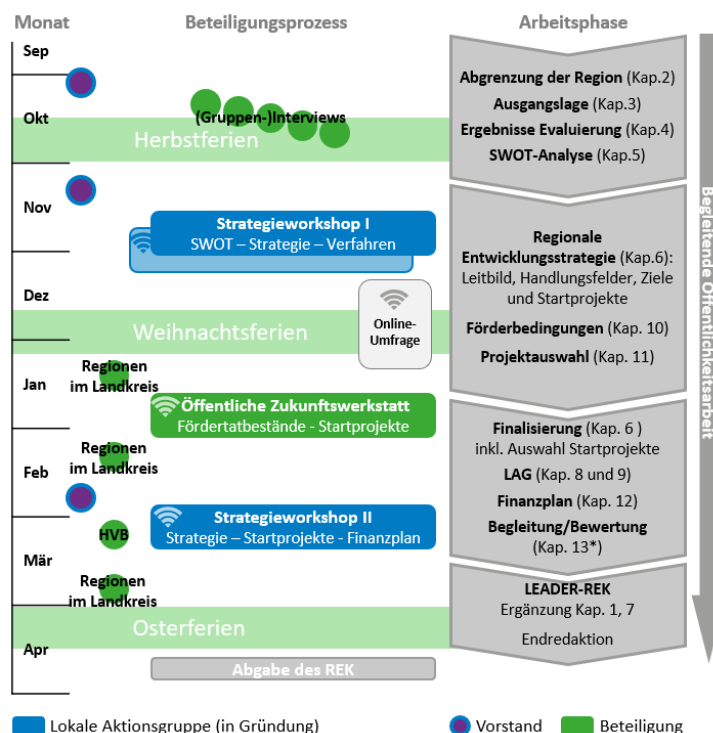 Monat
Beteiligungsprozess
Arbeitsphase
Sep
Okt
(Gruppen-)Interviews
Herbstferien
Abgrenzung der Region (Kap.2)
Ausgangslage (Kap.3)
Ergebnisse Evaluierung (Kap.4)
SWOT-Analyse (Kap.5)
Nov
Strategieworkshop I
SWOT – Strategie – Verfahren
Dez
Online-
Umfrage
Weihnachtsferien
Regionale
Entwicklungsstrategie (Kap.6):
Leitbild, Handlungsfelder, Ziele
und Startprojekte
Förderbedingungen (Kap. 10)
Projektauswahl (Kap. 11)
Jan
Regionen
im Landkreis
Öffentliche Zukunftswerkstatt
Fördertatbestände - Startprojekte
Feb
Regionen
im Landkreis
Finalisierung (Kap. 6 )
inkl. Auswahl Startprojekte
LAG (Kap. 8 und 9)
Finanzplan (Kap. 12)
Begleitung/Bewertung
(Kap. 13*)
Strategieworkshop II
Strategie – Startprojekte - Finanzplan
HVB
Mär
Regionen
im Landkreis
LEADER-REK
Ergänzung Kap. 1, 7
Endredaktion
Osterferien
Apr
Abgabe des REK
Begleitende Öffentlichkeitsarbeit
Lokale Aktionsgruppe (in Gründung)
Vorstand
Beteiligung